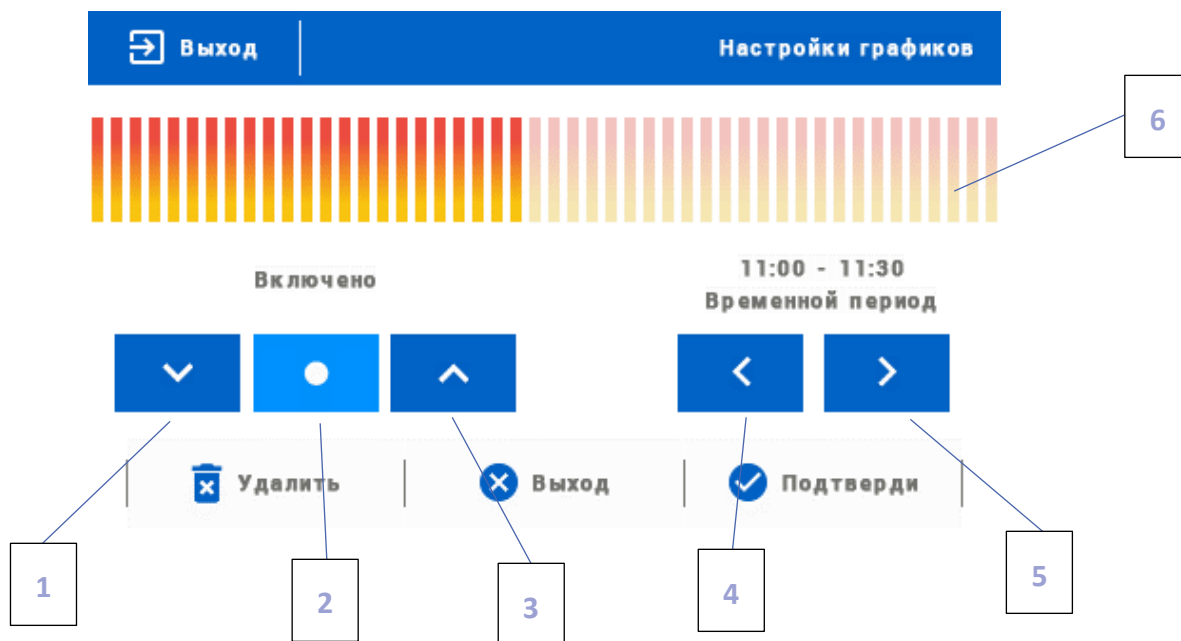 Выход
Настройки графиков
6
Включено
11:00 - 11:30
Временной период
Удалить
Выход
Подтверди
1
2
3
4
5